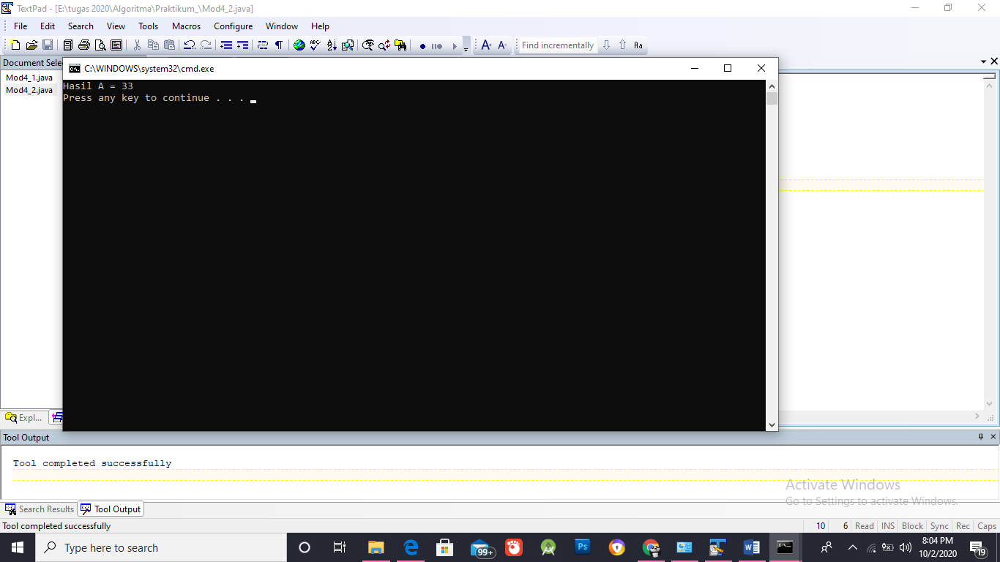 TextPad - [E:\tugas 2020\Algoritma\Praktikum_\Mod4_2.java]
File Edit Search View Tools Macros Configure Window Help
Find incrementally
Document Sele
C:\WINDOWS\system32\cmd.exe
Mod4_1.java
Mod4_2.java
Hasil A = 33
Press any key to continue . . .
Expl...
Tool Output
Tool completed successfully
Activate Windows
Go to Settings to activate Windows.
Search Results Tool Output
Tool completed successfully 10 6 Read INS Block Sync Rec Caps
Type here to search
99+
Ps
8:04 PM
10/2/2020
19